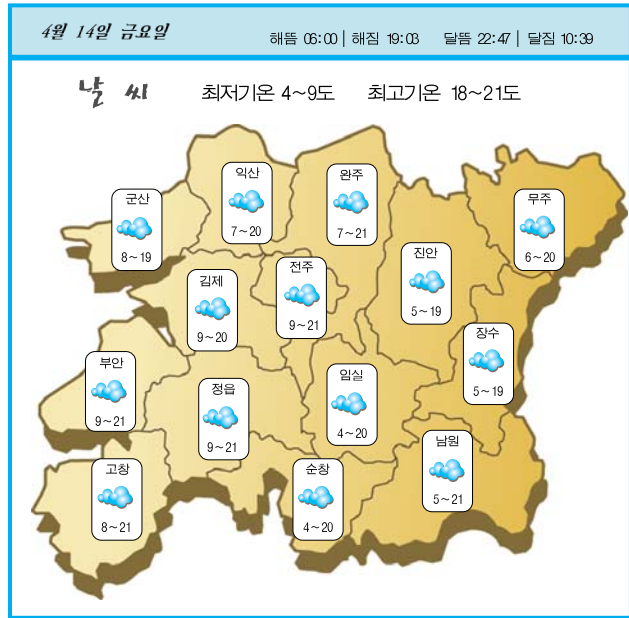 4월 14일 금요일 해뜸 06:00 | 해짐 19:03 달뜸 22:47 | 달짐 10:39
날 씨 최저기온 4~9도 최고기온 18~21도
군산
8~19
익산
7~20
완주
7~21
무주
6~20
김제
9~20
전주
9~21
진안
5~19
장수
5~19
부안
9~21
정읍
9~21
임실
4~20
남원
5~21
고창
8~21
순창
4~20